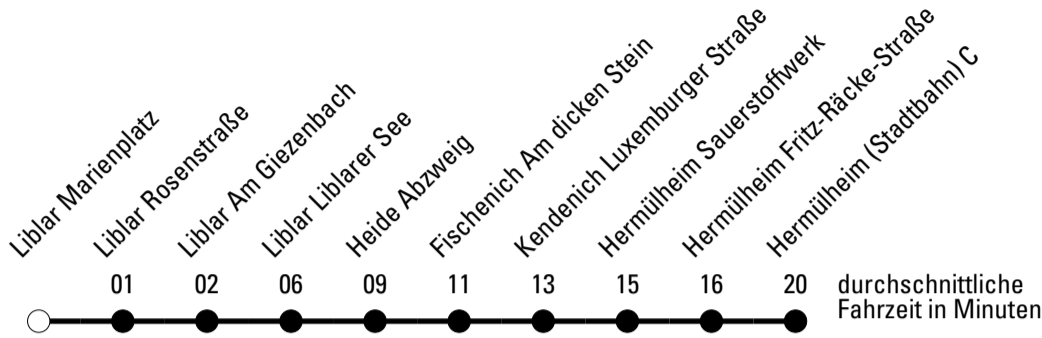 Liblar Marienplatz
Liblar Rosenstraße
Liblar Am Giezenbach
Liblar Liblarer See
Heide Abzweig
Fischenich Am dicken Stein
Kendenich Luxemburger Straße
Hermülheim Sauerstoffwerk
Hermülheim Fritz-Räcke-Straße
Hermülheim (Stadtbahn) C
01 02 06 09 11 13 15 16 20
durchschnittliche
Fahrzeit in Minuten